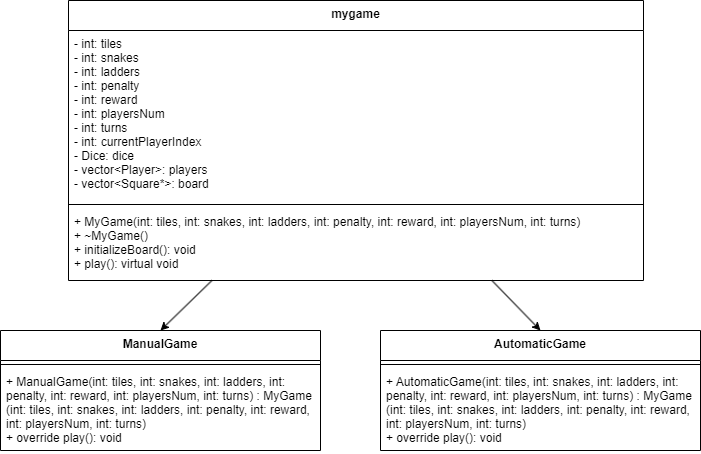 mygame
- int: tiles
- int: snakes
- int: ladders
- int: penalty
- int: reward
- int: playersNum
- int: turns
- int: currentPlayerIndex
- Dice: dice
- vector<Player>: players
- vector<Square*>: board
+ MyGame(int: tiles, int: snakes, int: ladders, int: penalty, int: reward, int: playersNum, int: turns)
+ ~MyGame()
+ initializeBoard(): void
+ play(): virtual void
ManualGame
+ ManualGame(int: tiles, int: snakes, int: ladders, int:
penalty, int: reward, int: playersNum, int: turns) : MyGame
(int: tiles, int: snakes, int: ladders, int: penalty, int: reward,
int: playersNum, int: turns)
+ override play(): void
AutomaticGame
+ AutomaticGame(int: tiles, int: snakes, int: ladders, int:
penalty, int: reward, int: playersNum, int: turns) : MyGame
(int: tiles, int: snakes, int: ladders, int: penalty, int: reward,
int: playersNum, int: turns)
+ override play(): void